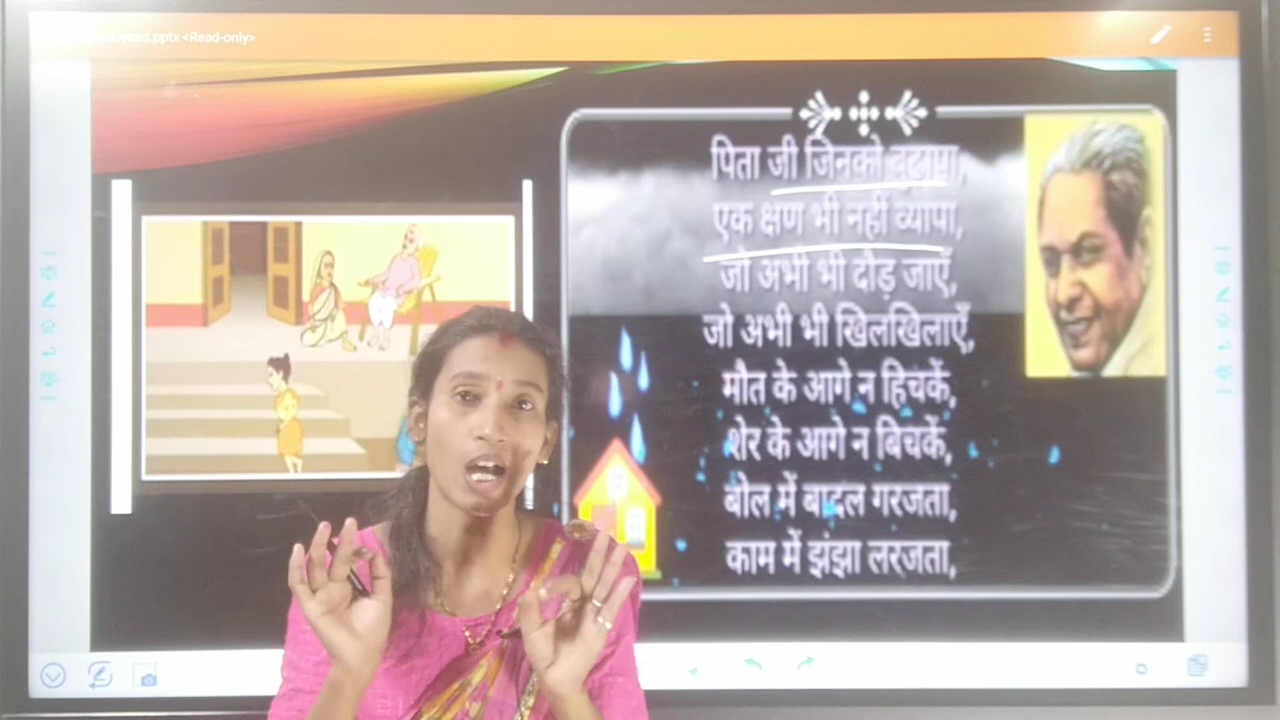 .pptx <Read-only>
पिता जी जिनको बुढ़ापा,
एक क्षण भी नहीं व्यापा,
जो अभी भी दौड़ जाएँ,
जो अभी भी खिलखिलाएँ,
मौत के आगे न हिचकें,
शेर के आगे न बिचकें,
बोल में बादल गरजता,
काम में झंझा लरजता,